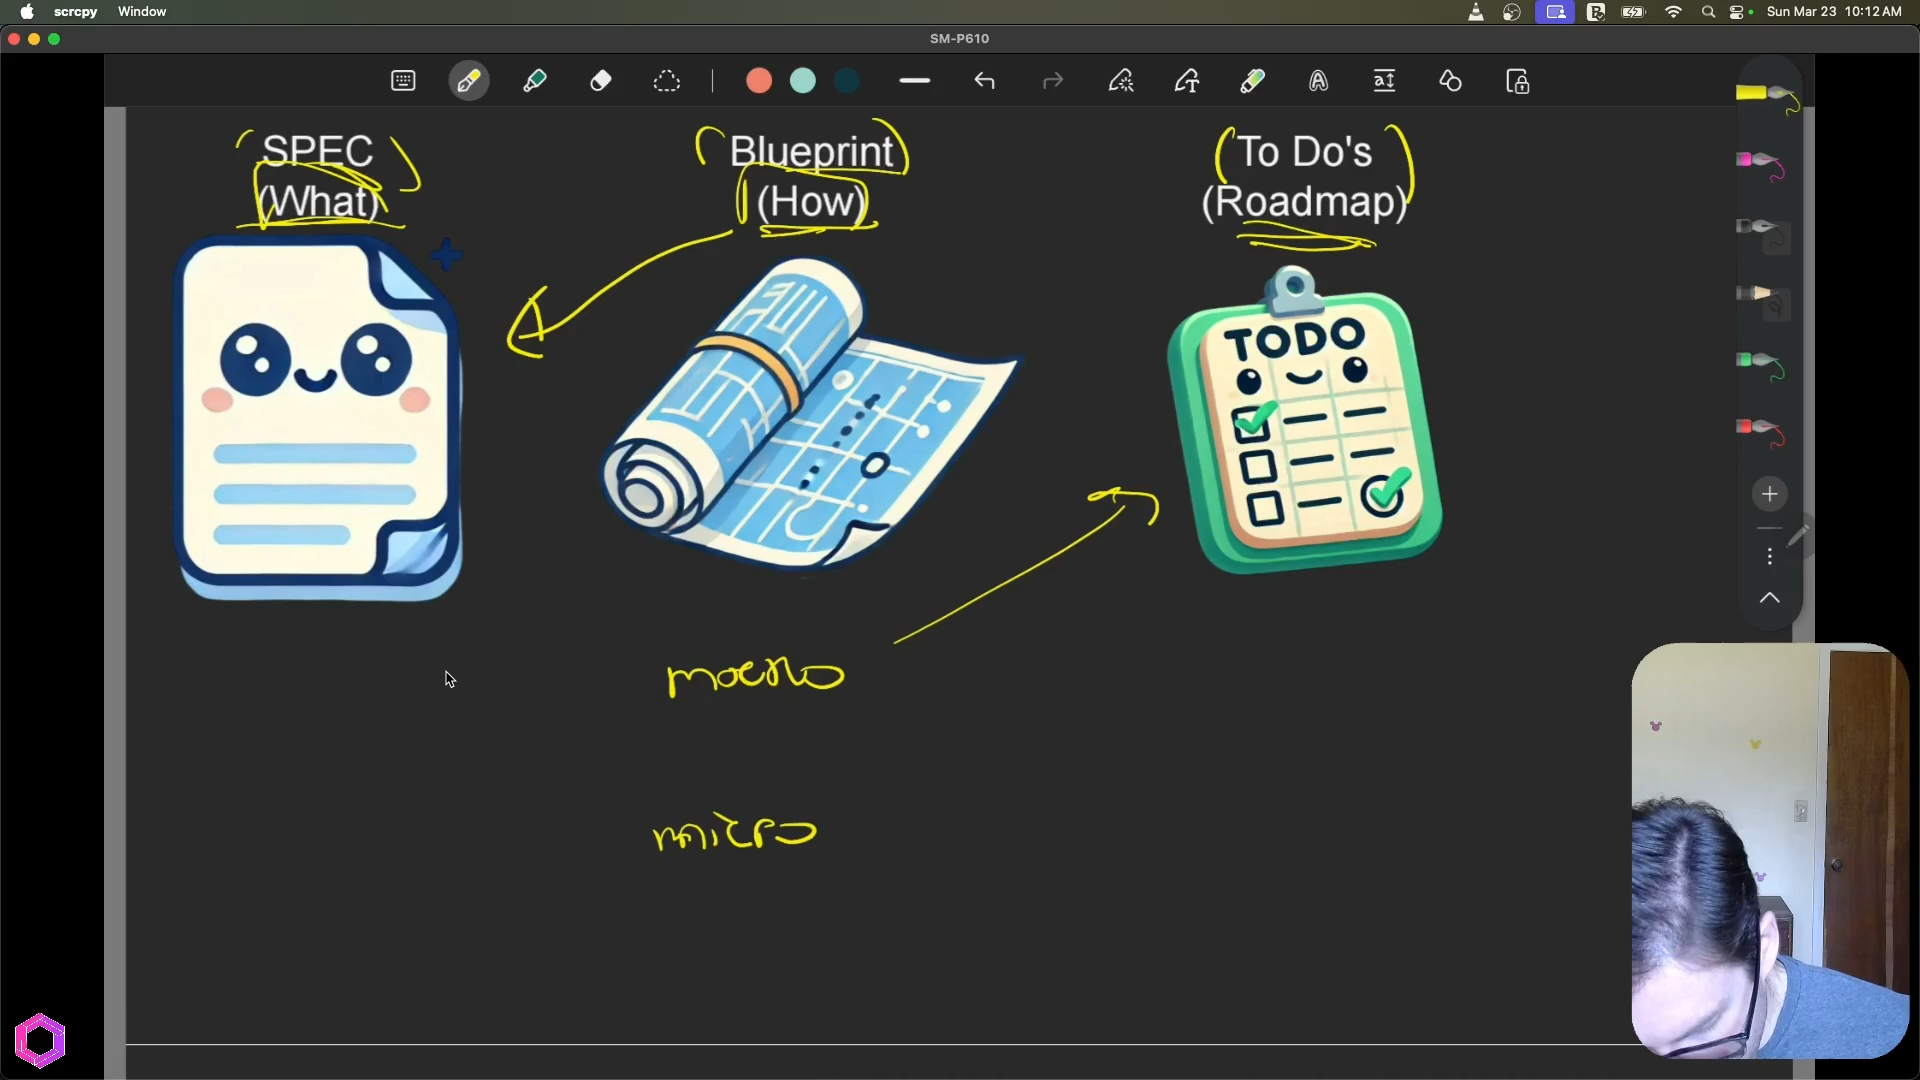 scrcpy Window
Sun Mar 23 10:12 AM
SM-P610
SPEC
(What)
Blueprint
(How)
To Do's
(Roadmap)
TODO
macro
micro